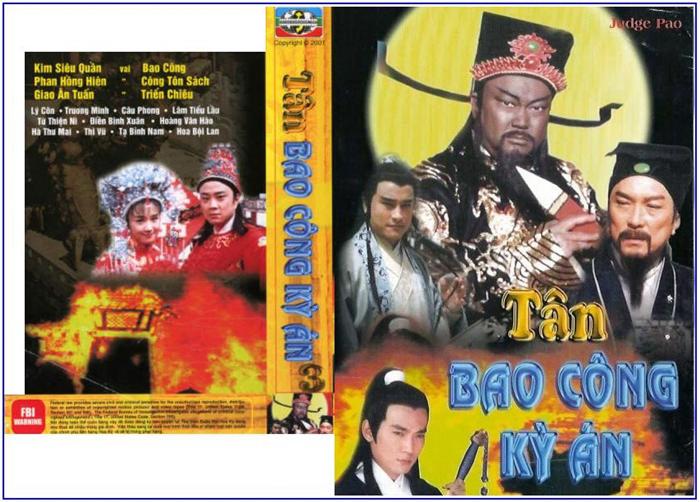 Kim Siêu Quần vai Bao Công
Phan Hồng Hiên " Công Tôn Sách
Giao Ân Tuấn " Triển Chiêu
Lý Côn • Trương Minh • Câu Phong • Lâm Tiểu Lầu
Từ Thiện Ni • Điền Bình Xuân • Hoàng Văn Hào
Hà Thu Mai • Thi Vũ • Tạ Bình Nam • Hoa Bội Lan
FBI
WARNING
Copyright © 2001
Tân BAO CÔNG KỲ ÁN 3
Judge Pao
Tân
BAO CÔNG
KỲ ÁN